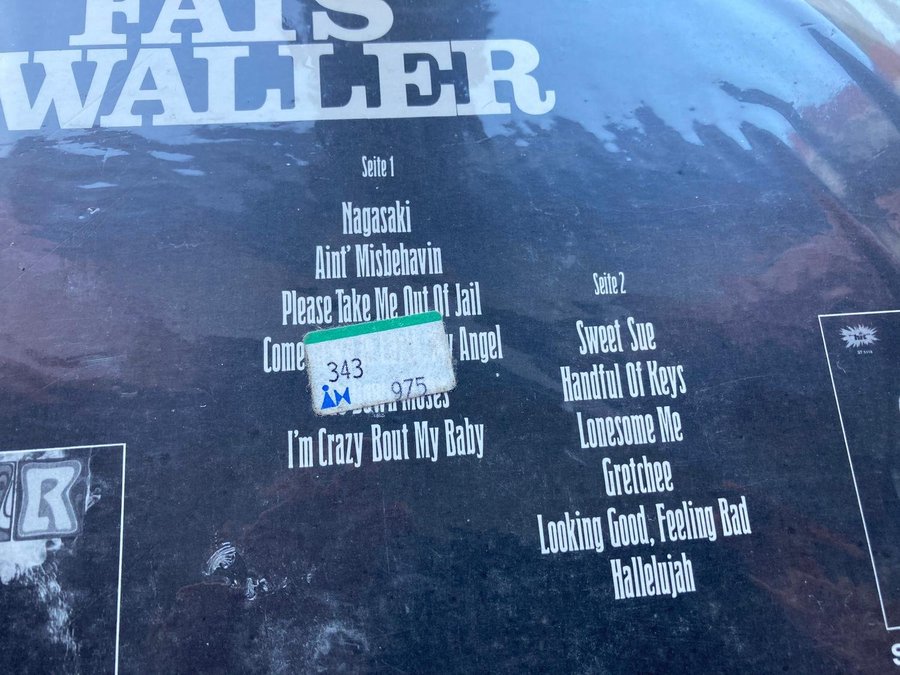 FATS
WALLER
Seite 1
Nagasaki
Aint' Misbehavin
Please Take Me Out Of Jail
Come Angel
343
975
Down Moses
I'm Crazy Bout My Baby
Seite 2
Sweet Sue
Handful Of Keys
Lonesome Me
Gretchee
Looking Good, Feeling Bad
Hallelujah
R
S